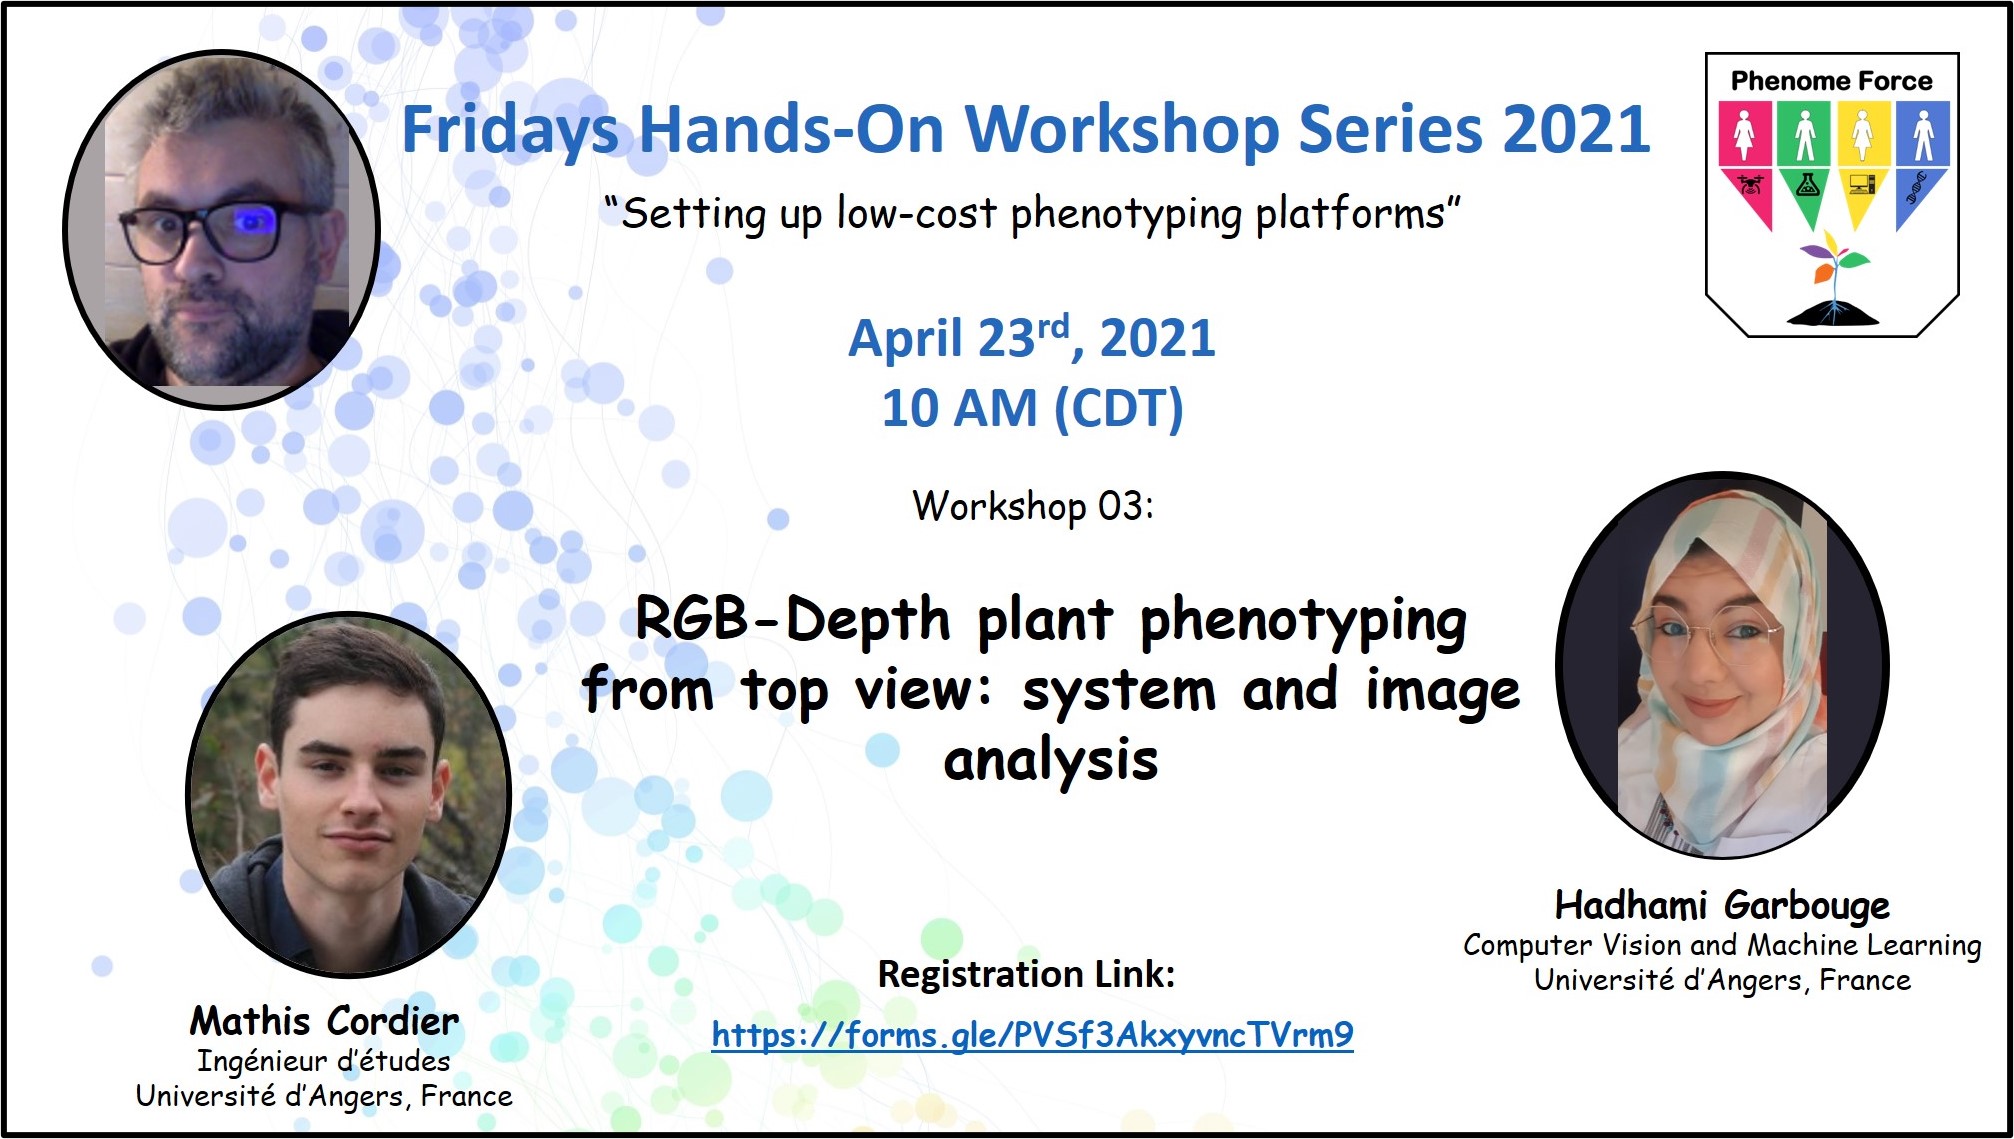 Fridays Hands-On Workshop Series 2021
“Setting up low-cost phenotyping platforms”
Phenome Force
April 23rd, 2021
10 AM (CDT)
Workshop 03:
RGB-Depth plant phenotyping
from top view: system and image
analysis
Hadhami Garbouge
Computer Vision and Machine Learning
Université d’Angers, France
Mathis Cordier
Ingénieur d’études
Université d’Angers, France
Registration Link:
https://forms.gle/PVSf3AkxyvncTVrm9